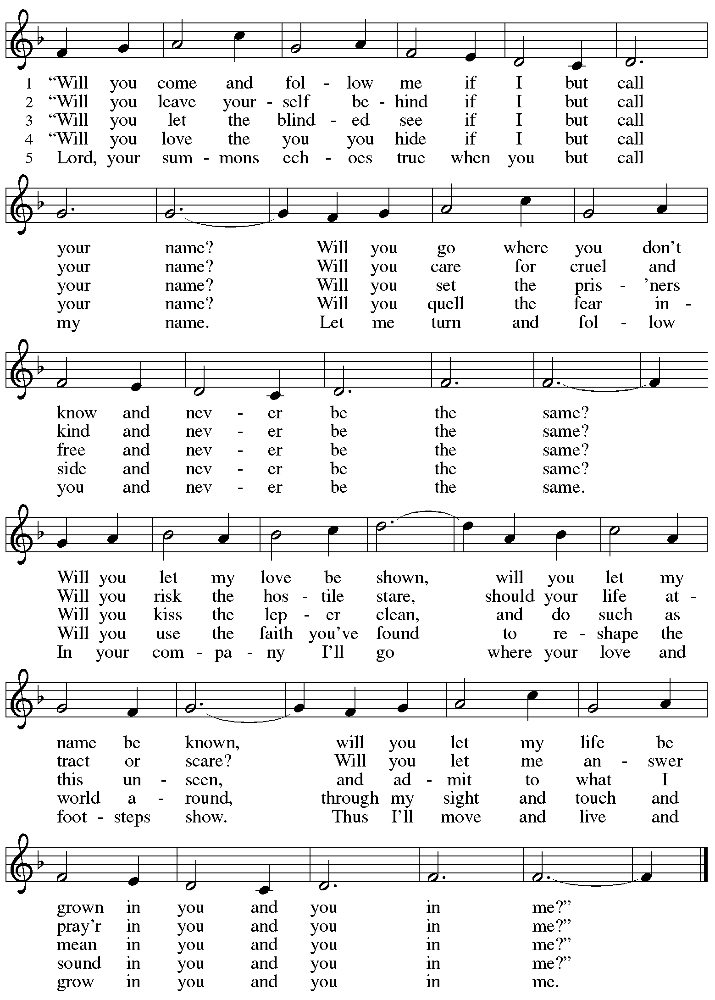 1 “Will you come and fol - low me if I but call
2 “Will you leave your - self be - hind if I but call
3 “Will you let the blind - ed see if I but call
4 “Will you love the you you hide if I but call
5 Lord, your sum - mons ech - oes true when you but call
your name? Will you go where you don’t
your name? Will you care for cruel and
your name? Will you set the pris - ’ners
your name? Will you quell the fear in -
my name. Let me turn and fol - low
know and nev - er be the same?
kind and nev - er be the same?
free and nev - er be the same?
side and nev - er be the same?
you and nev - er be the same.
Will you let my love be shown, will you let my
Will you risk the hos - tile stare, should your life at -
Will you kiss the lep - er clean, and do such as
Will you use the faith you’ve found to re - shape the
In your com - pa - ny I’ll go where your love and
name be known, will you let my life be
tract or scare? Will you let me an - swer
this un - seen, and ad - mit to what I
world a - round, through my sight and touch and
foot - steps show. Thus I’ll move and live and
grown in you and you in me?”
pray’r in you and you in me?”
mean in you and you in me?”
sound in you and you in me?”
grow in you and you in me.